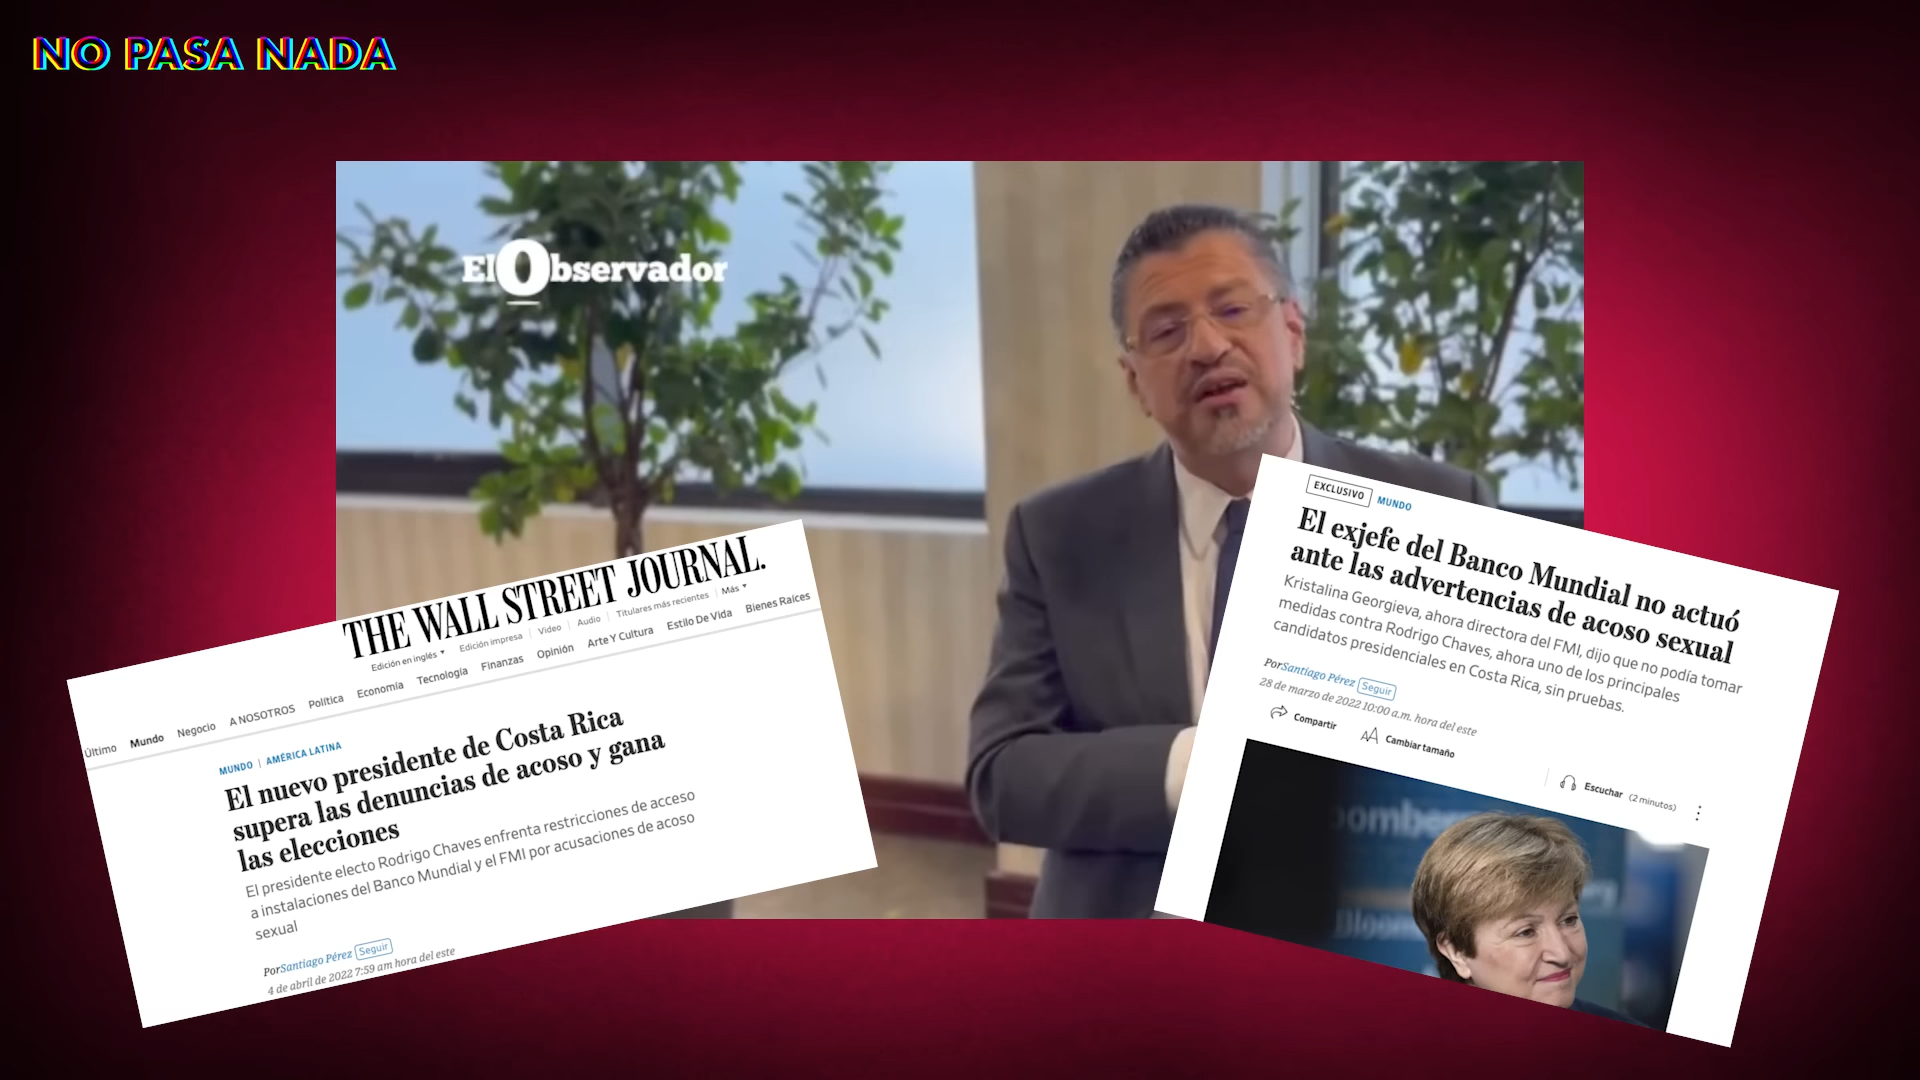 NO PASA NADA
El Observador
THE WALL STREET JOURNAL.
Edición en inglés Edición impresa Video Audio Titulares más recientes Más
Último Mundo Negocio A NOSOTROS Política Economía Tecnología Finanzas Opinión Arte Y Cultura Estilo De Vida Bienes Raíces
MUNDO | AMÉRICA LATINA
El nuevo presidente de Costa Rica
supera las denuncias de acoso y gana
las elecciones
El presidente electo Rodrigo Chaves enfrenta restricciones de acceso
a instalaciones del Banco Mundial y el FMI por acusaciones de acoso
sexual
PorSantiago Pérez Seguir
4 de abril de 2022 7:59 am hora del este
EXCLUSIVO MUNDO
El exjefe del Banco Mundial no actuó
ante las advertencias de acoso sexual
Kristalina Georgieva, ahora directora del FMI, dijo que no podía tomar
medidas contra Rodrigo Chaves, ahora uno de los principales
candidatos presidenciales en Costa Rica, sin pruebas.
PorSantiago Pérez Seguir
28 de marzo de 2022 10:00 a.m. hora del este
Compartir AA Cambiar tamaño Escuchar (2 minutos)
oomberg
Bloom